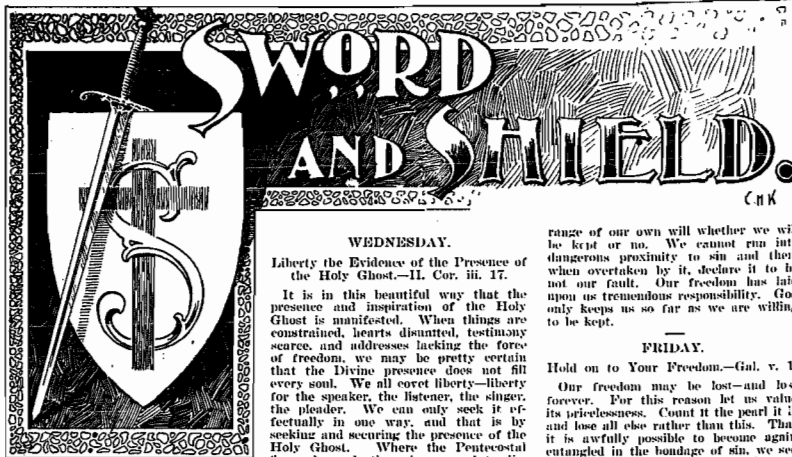 SWORD
AND SHIELD.
S
C M K
WEDNESDAY.
Liberty the Evidence of the Presence of
the Holy Ghost.—II. Cor. iii. 17.
It is in this beautiful way that the
presence and inspiration of the Holy
Ghost is manifested. When things are
constrained, hearts disunited, testimony
scarce, and addresses lacking the force
of freedom, we may be pretty certain
that the Divine presence does not fill
every soul. We all covet liberty—liberty
for the speaker, the listener, the singer,
the pleader. We can only seek it ef-
fectually in one way, and that is by
seeking and securing the presence of the
Holy Ghost. Where the Pentecostal
range of our own will whether we wil
be kept or no. We cannot run int
dangerous proximity to sin and then
when overtaken by it, declare it to b
not our fault. Our freedom has laid
upon us tremendous responsibility. Go
only keeps us so far as we are willing
to be kept.
FRIDAY.
Hold on to Your Freedom.—Gal. v. 1
Our freedom may be lost—and los
forever. For this reason let us value
its pricelessness. Count it the pearl it i
and lose all else rather than this. That
it is awfully possible to become again
entangled in the bondage of sin, we see